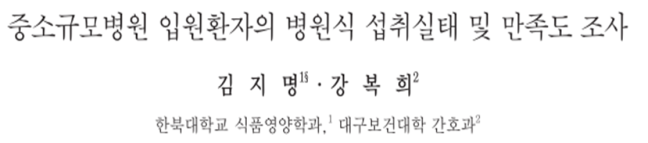 중소규모병원 입원환자의 병원식 섭취실태 및 만족도 조사
김 지 명1§ · 강 복 희2
한북대학교 식품영양학과,1 대구보건대학 간호과2